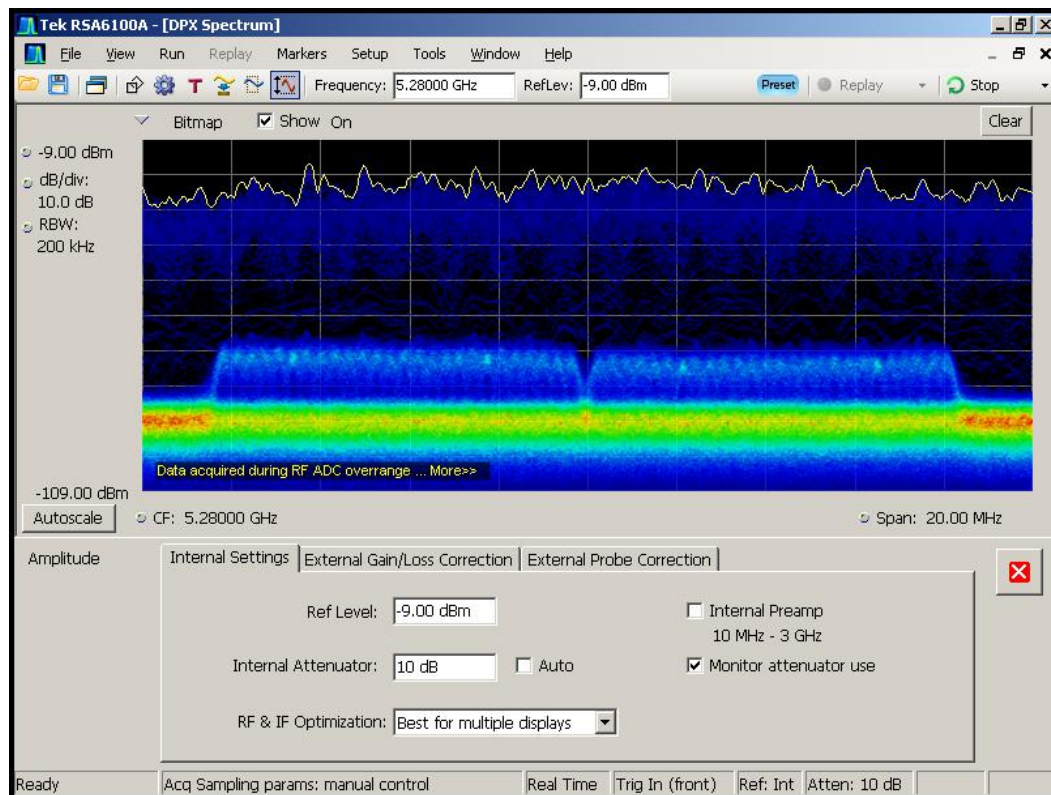 Tek RSA6100A - [DPX Spectrum]
File View Run Replay Markers Setup Tools Window Help
T Frequency: 5.28000 GHz RefLev: -9.00 dBm Preset Replay Stop
Bitmap Show On Clear
-9.00 dBm
dB/div:
10.0 dB
RBW:
200 kHz
Data acquired during RF ADC overrange ... More>>
-109.00 dBm
Autoscale CF: 5.28000 GHz Span: 20.00 MHz
Amplitude Internal Settings External Gain/Loss Correction External Probe Correction
Ref Level: -9.00 dBm Internal Preamp
10 MHz - 3 GHz
Internal Attenuator: 10 dB Auto Monitor attenuator use
RF & IF Optimization: Best for multiple displays
Ready Acq Sampling params: manual control Real Time Trig In (front) Ref: Int Atten: 10 dB